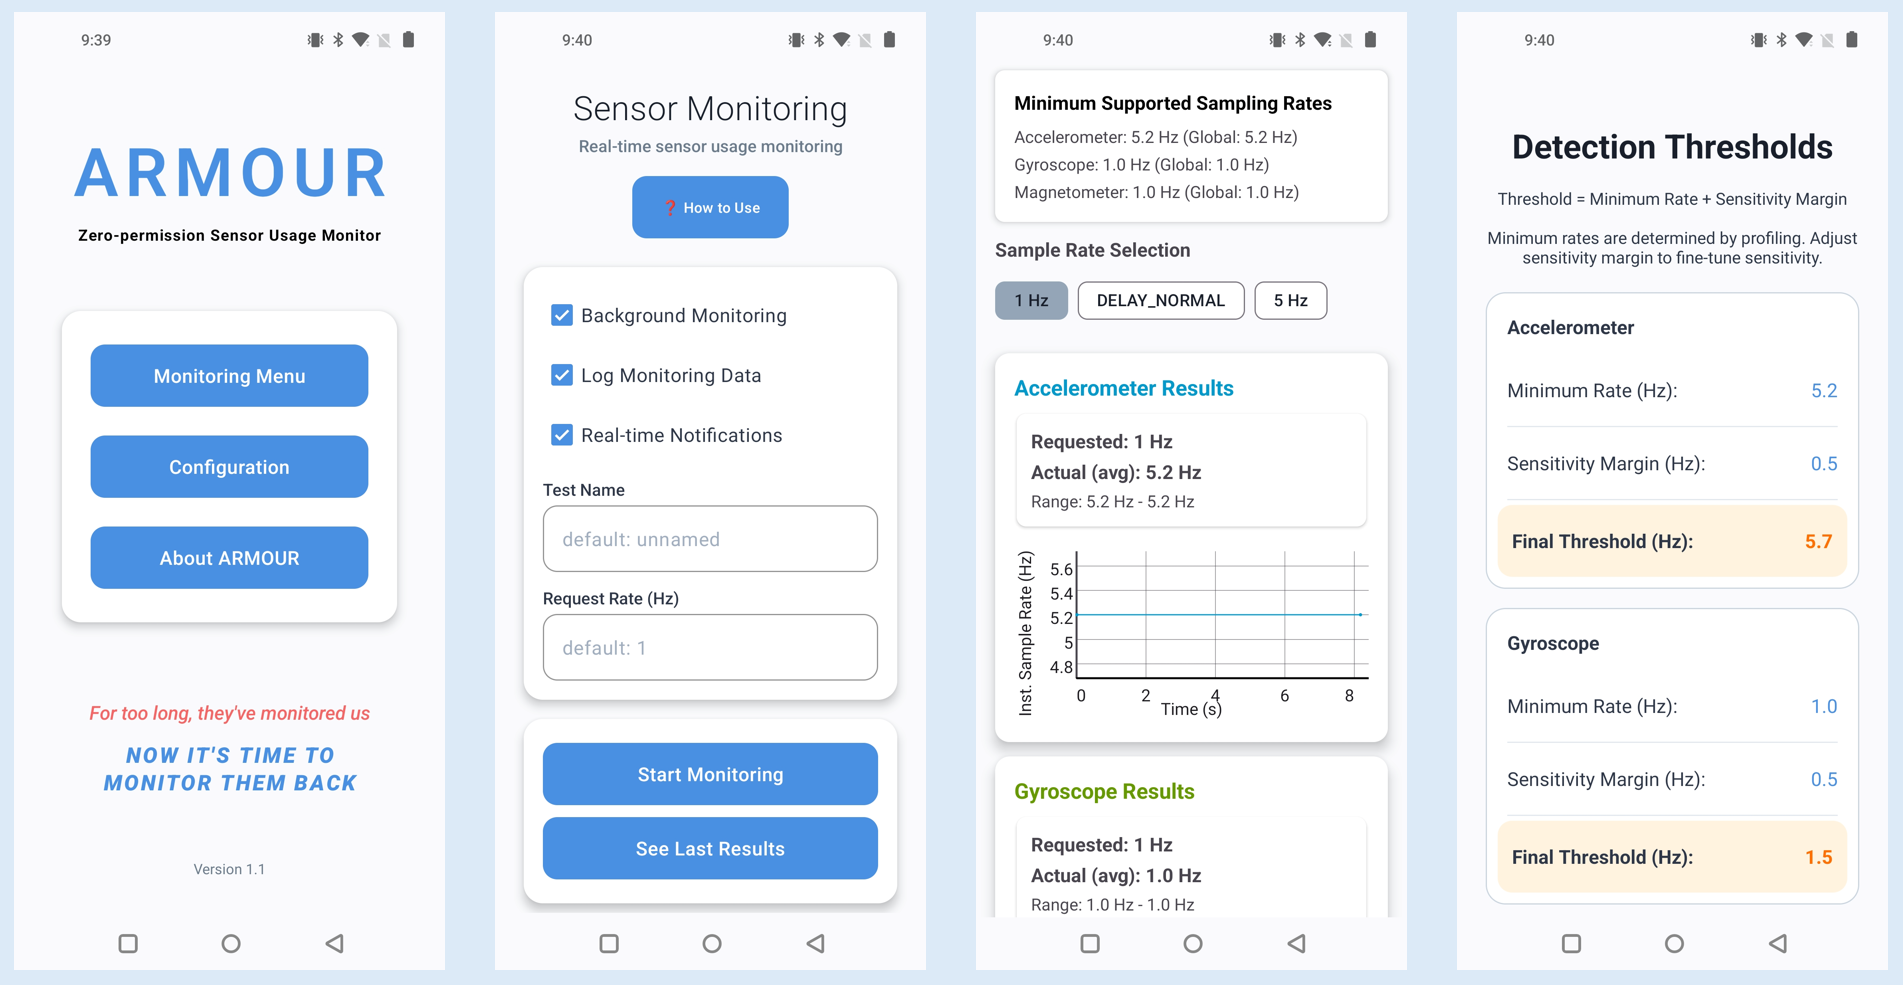 9:39
ARMOUR
Zero-permission Sensor Usage Monitor
Monitoring Menu
Configuration
About ARMOUR
For too long, they've monitored us
NOW IT'S TIME TO
MONITOR THEM BACK
Version 1.1
9:40
Sensor Monitoring
Real-time sensor usage monitoring
❓ How to Use
Background Monitoring
Log Monitoring Data
Real-time Notifications
Test Name
default: unnamed
Request Rate (Hz)
default: 1
Start Monitoring
See Last Results
9:40
Minimum Supported Sampling Rates
Accelerometer: 5.2 Hz (Global: 5.2 Hz)
Gyroscope: 1.0 Hz (Global: 1.0 Hz)
Magnetometer: 1.0 Hz (Global: 1.0 Hz)
Sample Rate Selection
1 Hz
DELAY_NORMAL
5 Hz
Accelerometer Results
Requested: 1 Hz
Actual (avg): 5.2 Hz
Range: 5.2 Hz - 5.2 Hz
Inst. Sample Rate (Hz)
5.6
5.4
5.2
5
4.8
0 2 4 6 8
Time (s)
Gyroscope Results
Requested: 1 Hz
Actual (avg): 1.0 Hz
Range: 1.0 Hz - 1.0 Hz
9:40
Detection Thresholds
Threshold = Minimum Rate + Sensitivity Margin
Minimum rates are determined by profiling. Adjust
sensitivity margin to fine-tune sensitivity.
Accelerometer
Minimum Rate (Hz): 5.2
Sensitivity Margin (Hz): 0.5
Final Threshold (Hz): 5.7
Gyroscope
Minimum Rate (Hz): 1.0
Sensitivity Margin (Hz): 0.5
Final Threshold (Hz): 1.5